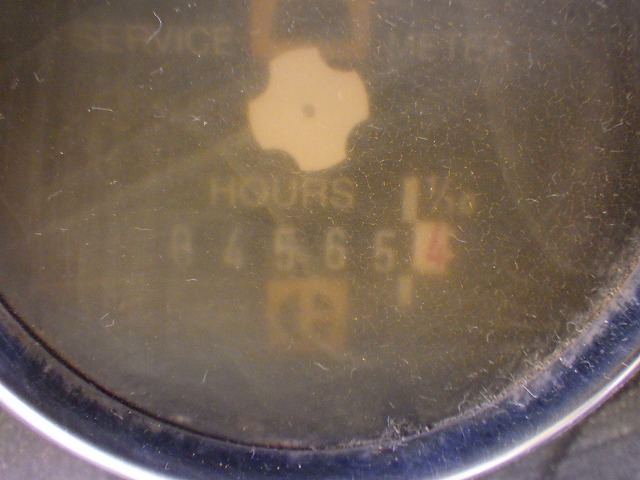 SERVICE METER
HOURS 1/10
045654